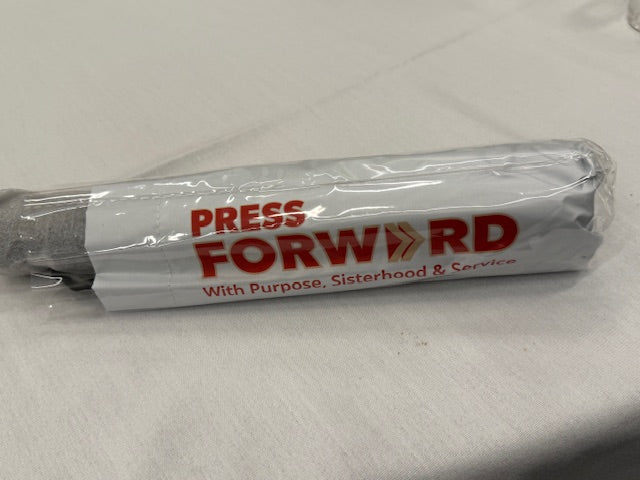 PRESS
FORWARD
With Purpose, Sisterhood & Service